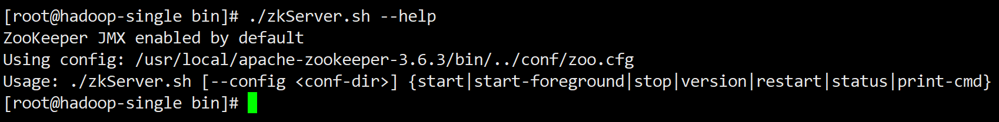 [root@hadoop-single bin]# ./zkServer.sh --help
ZooKeeper JMX enabled by default
Using config: /usr/local/apache-zookeeper-3.6.3/bin/../conf/zoo.cfg
Usage: ./zkServer.sh [--config <conf-dir>] {start|start-foreground|stop|version|restart|status|print-cmd}
[root@hadoop-single bin]#